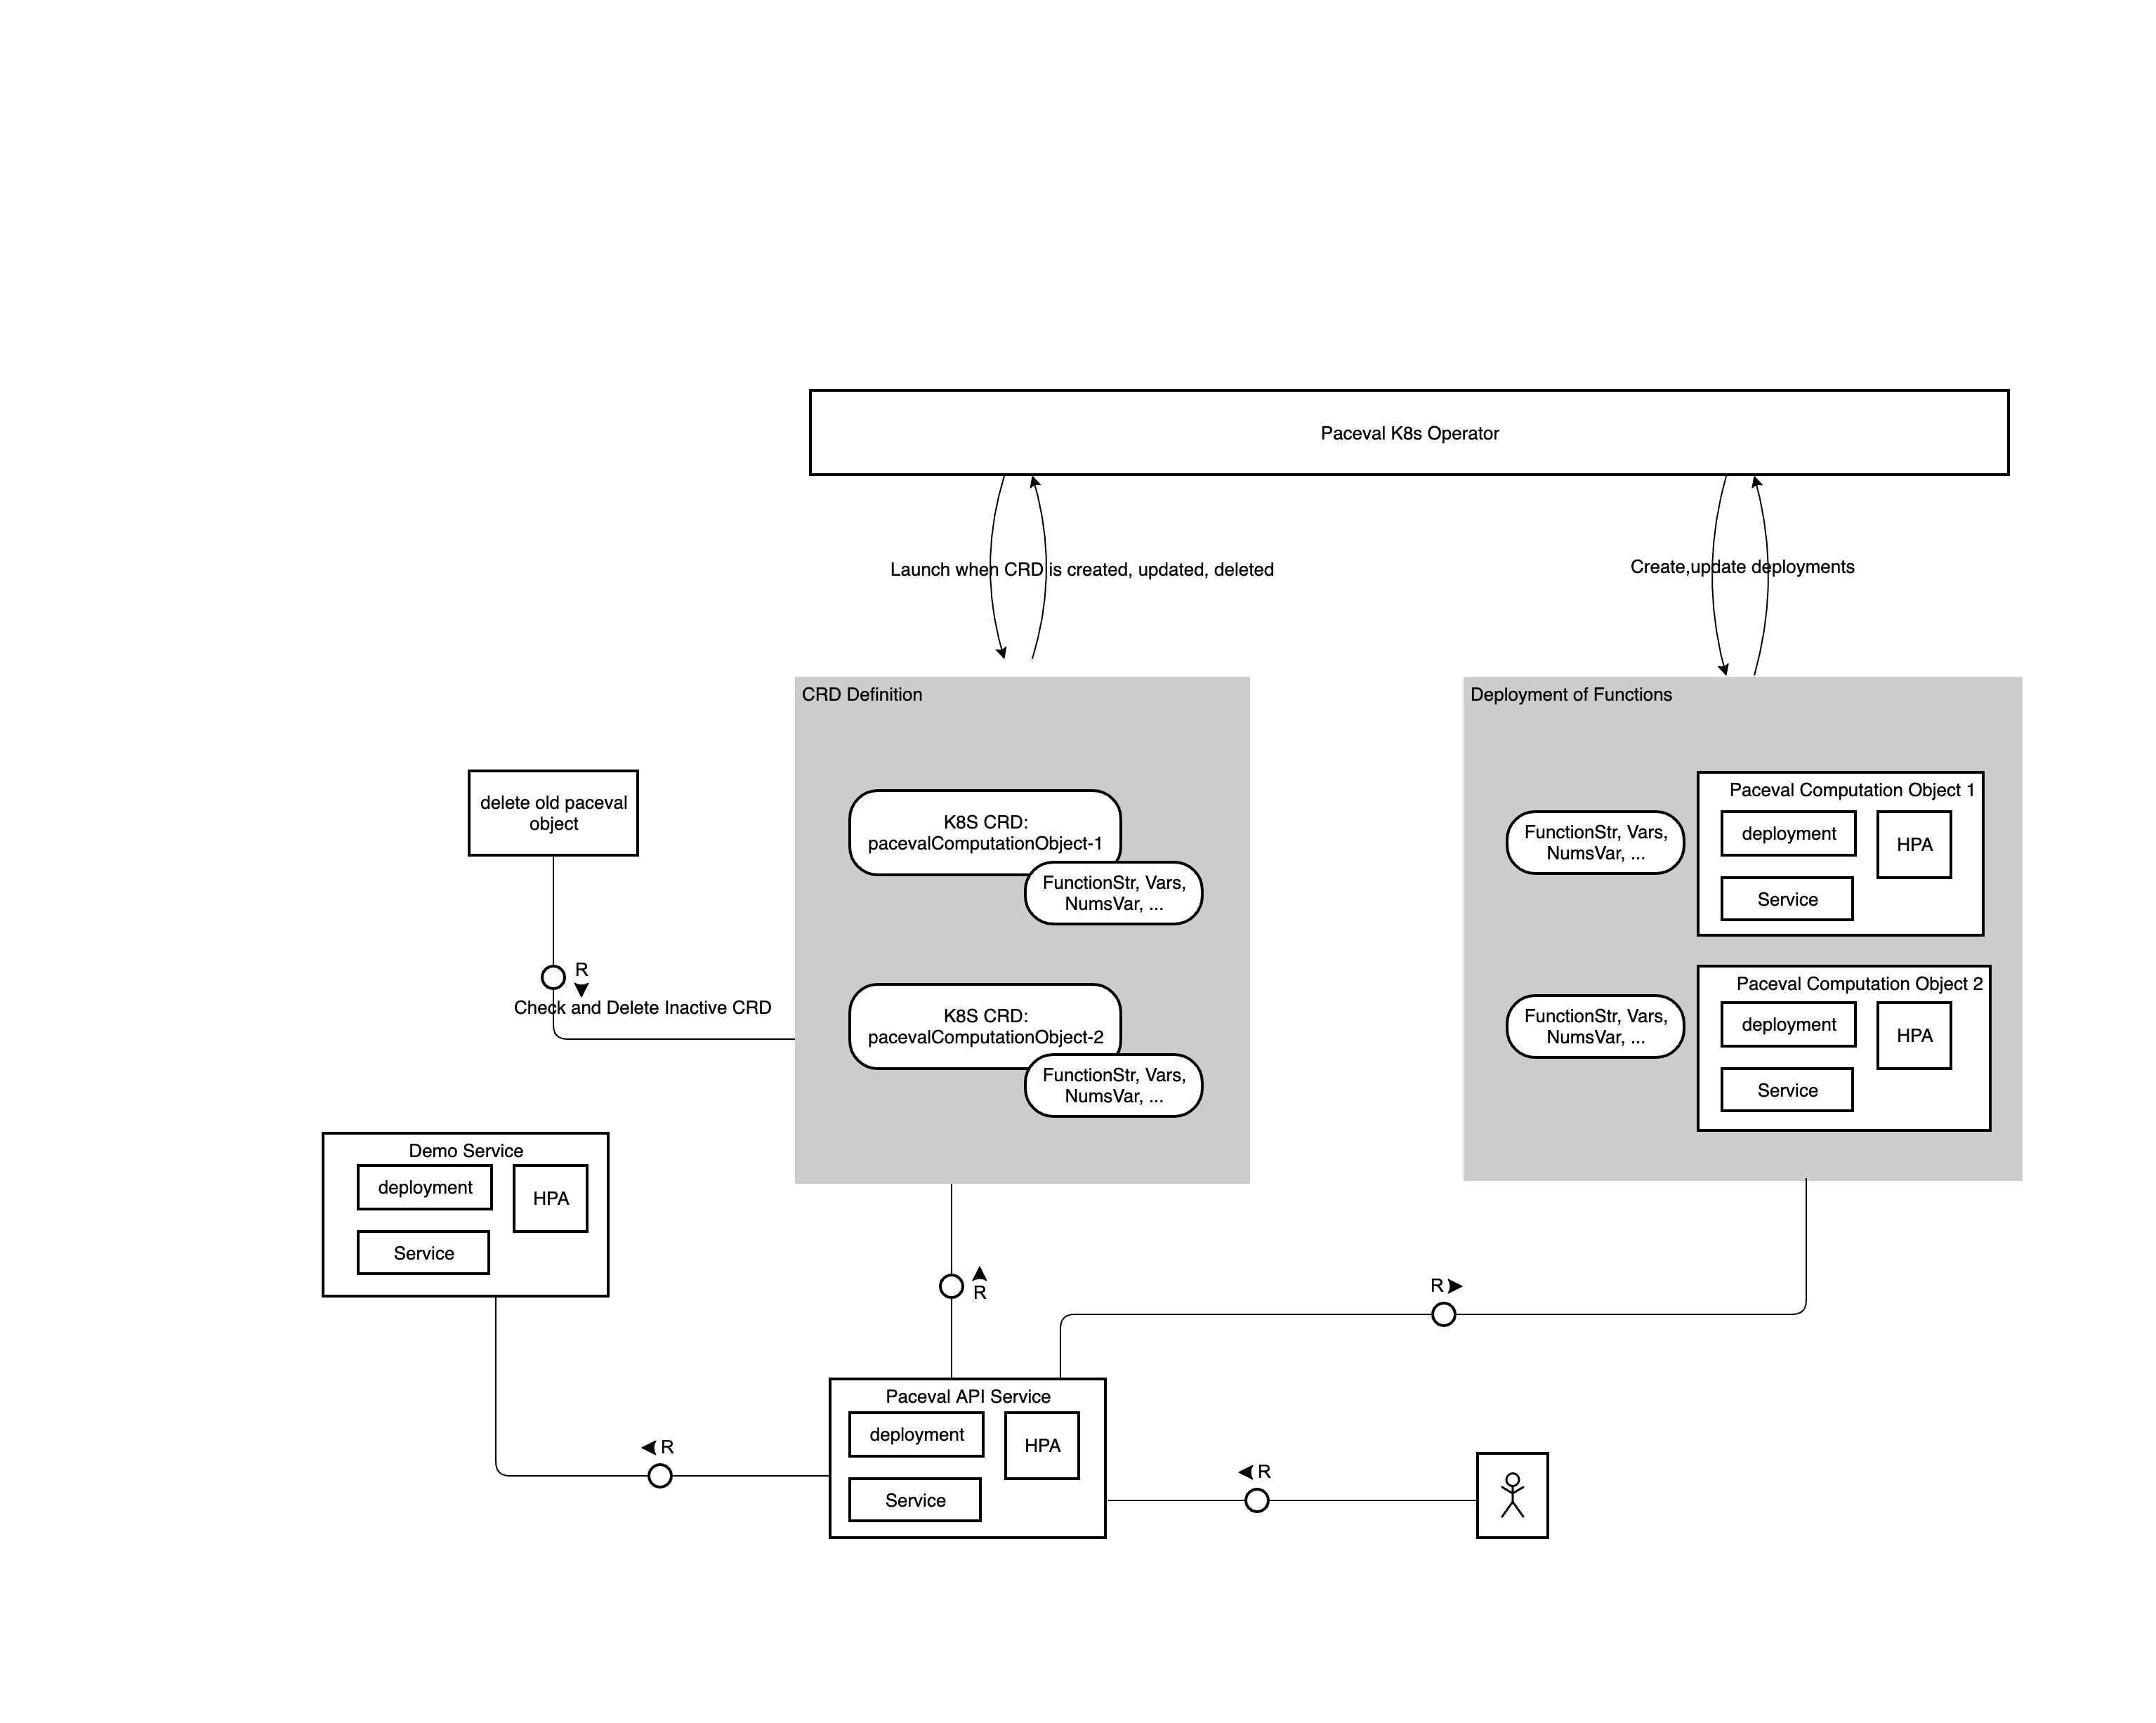 Paceval K8s Operator
Launch when CRD is created, updated, deleted
Create,update deployments
CRD Definition
K8S CRD:
pacevalComputationObject-1
FunctionStr, Vars,
NumsVar, ...
K8S CRD:
pacevalComputationObject-2
FunctionStr, Vars,
NumsVar, ...
Deployment of Functions
FunctionStr, Vars,
NumsVar, ...
Paceval Computation Object 1
deployment
HPA
Service
FunctionStr, Vars,
NumsVar, ...
Paceval Computation Object 2
deployment
HPA
Service
delete old paceval
object
R
Check and Delete Inactive CRD
Demo Service
deployment
HPA
Service
R
R
R
Paceval API Service
deployment
HPA
Service
R